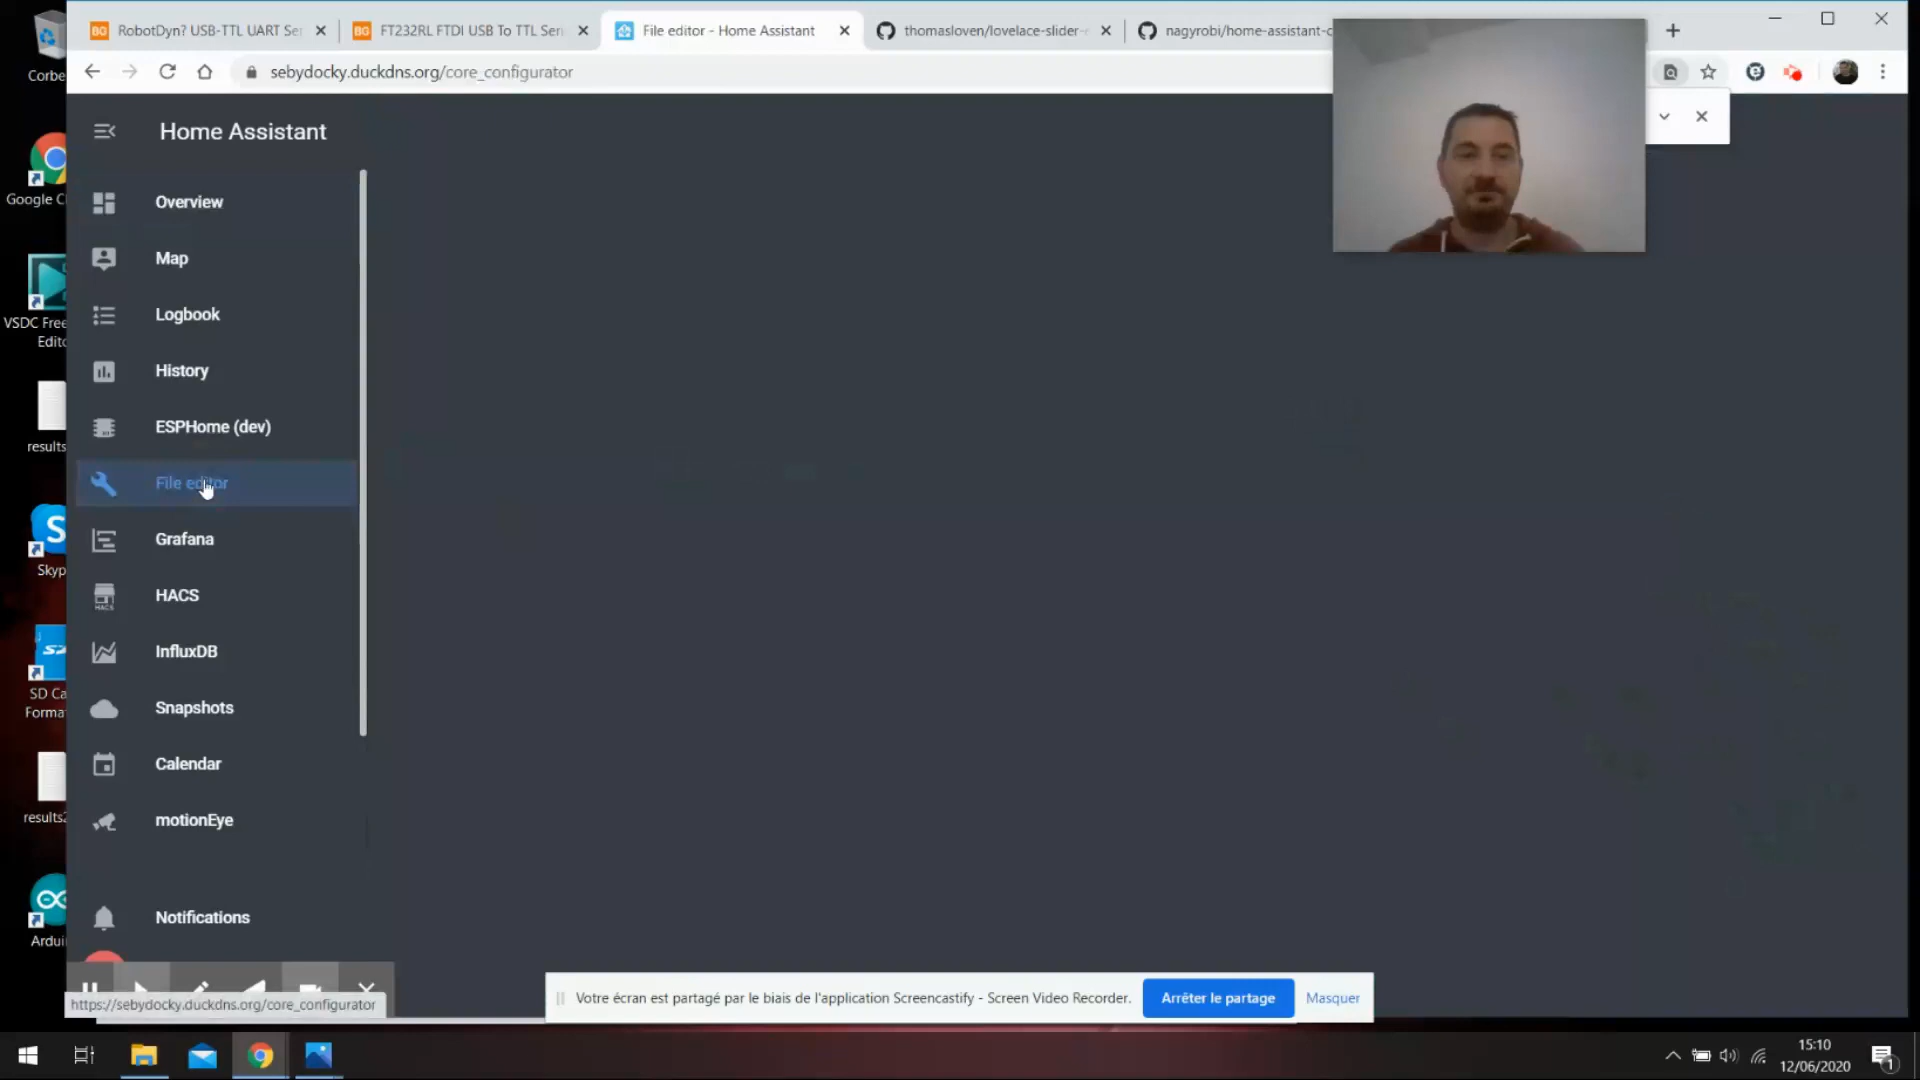 Corbe
RobotDyn? USB-TTL UART Ser
FT232RL FTDI USB To TTL Seri
File editor - Home Assistant
thomasloven/lovelace-slider-e
nagyrobi/home-assistant-c
sebydocky.duckdns.org/core_configurator
Home Assistant
Google C
Overview
Map
VSDC Free
Edito
Logbook
History
results
ESPHome (dev)
File editor
Grafana
Skyp
HACS
InfluxDB
SD Ca
Forma
Snapshots
Calendar
results2
motionEye
Notifications
Ardui
https://sebydocky.duckdns.org/core_configurator
Votre écran est partagé par le biais de l'application Screencastify - Screen Video Recorder.
Arrêter le partage
Masquer
15:10
12/06/2020
1